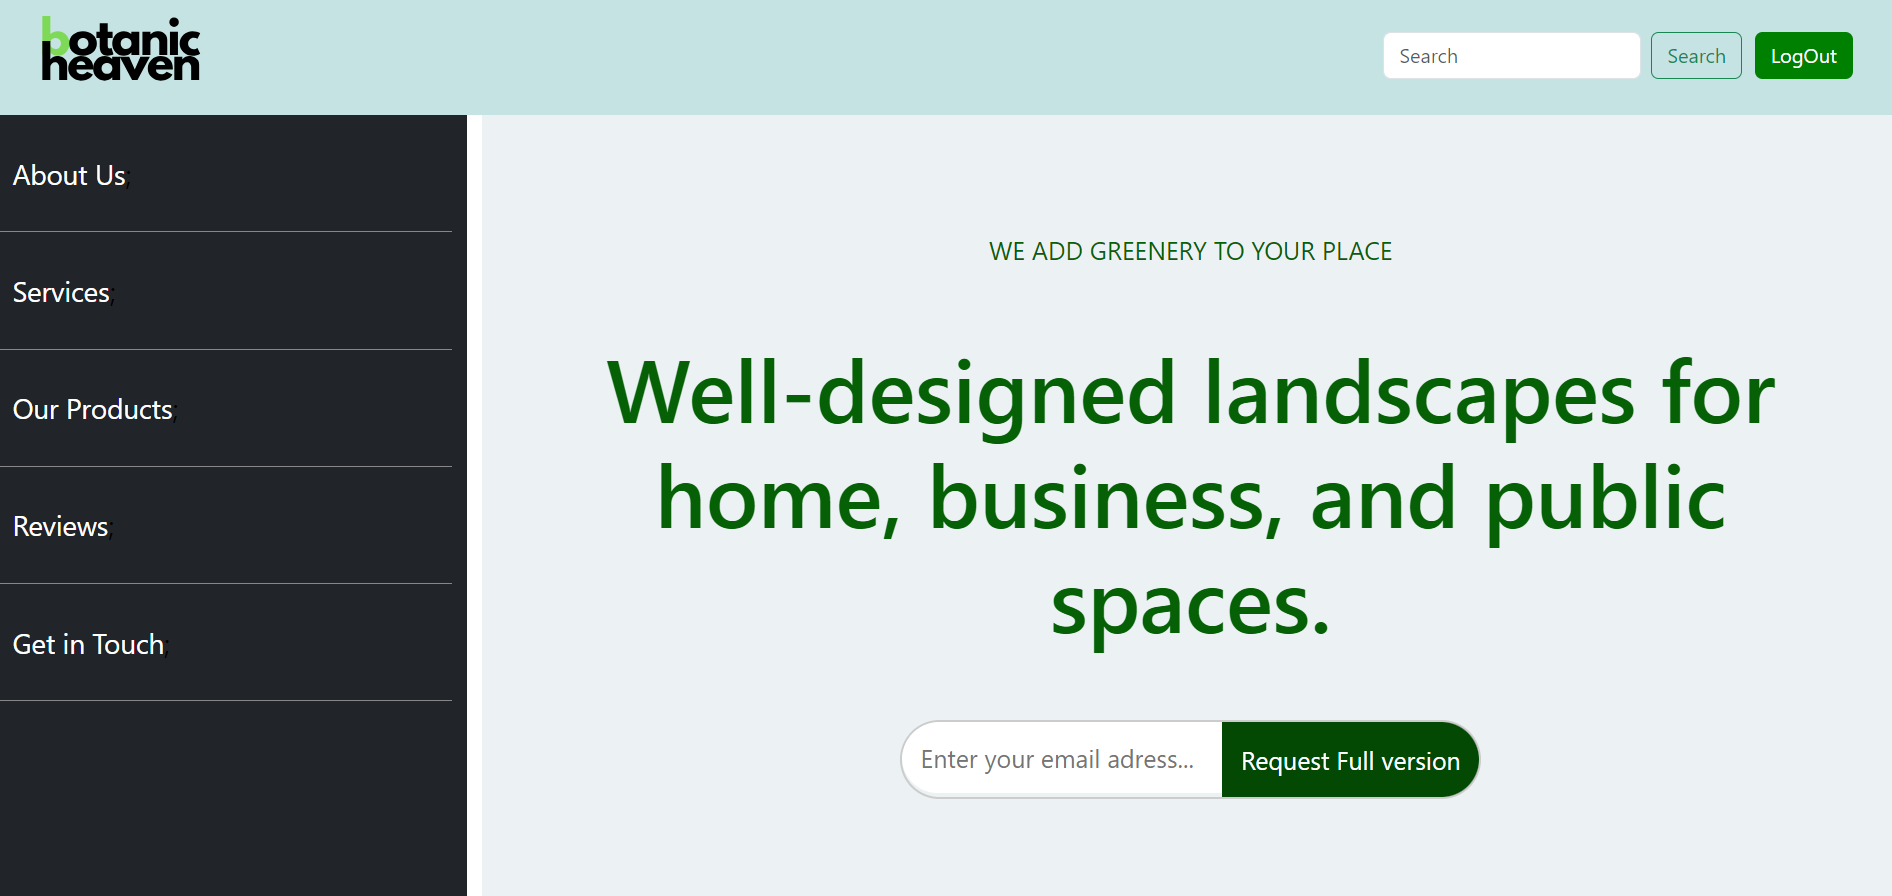 botanic
heaven
Search
Search
LogOut
About Us;
Services;
Our Products;
Reviews;
Get in Touch;
WE ADD GREENERY TO YOUR PLACE
Well-designed landscapes for
home, business, and public
spaces.
Enter your email adress...
Request Full version